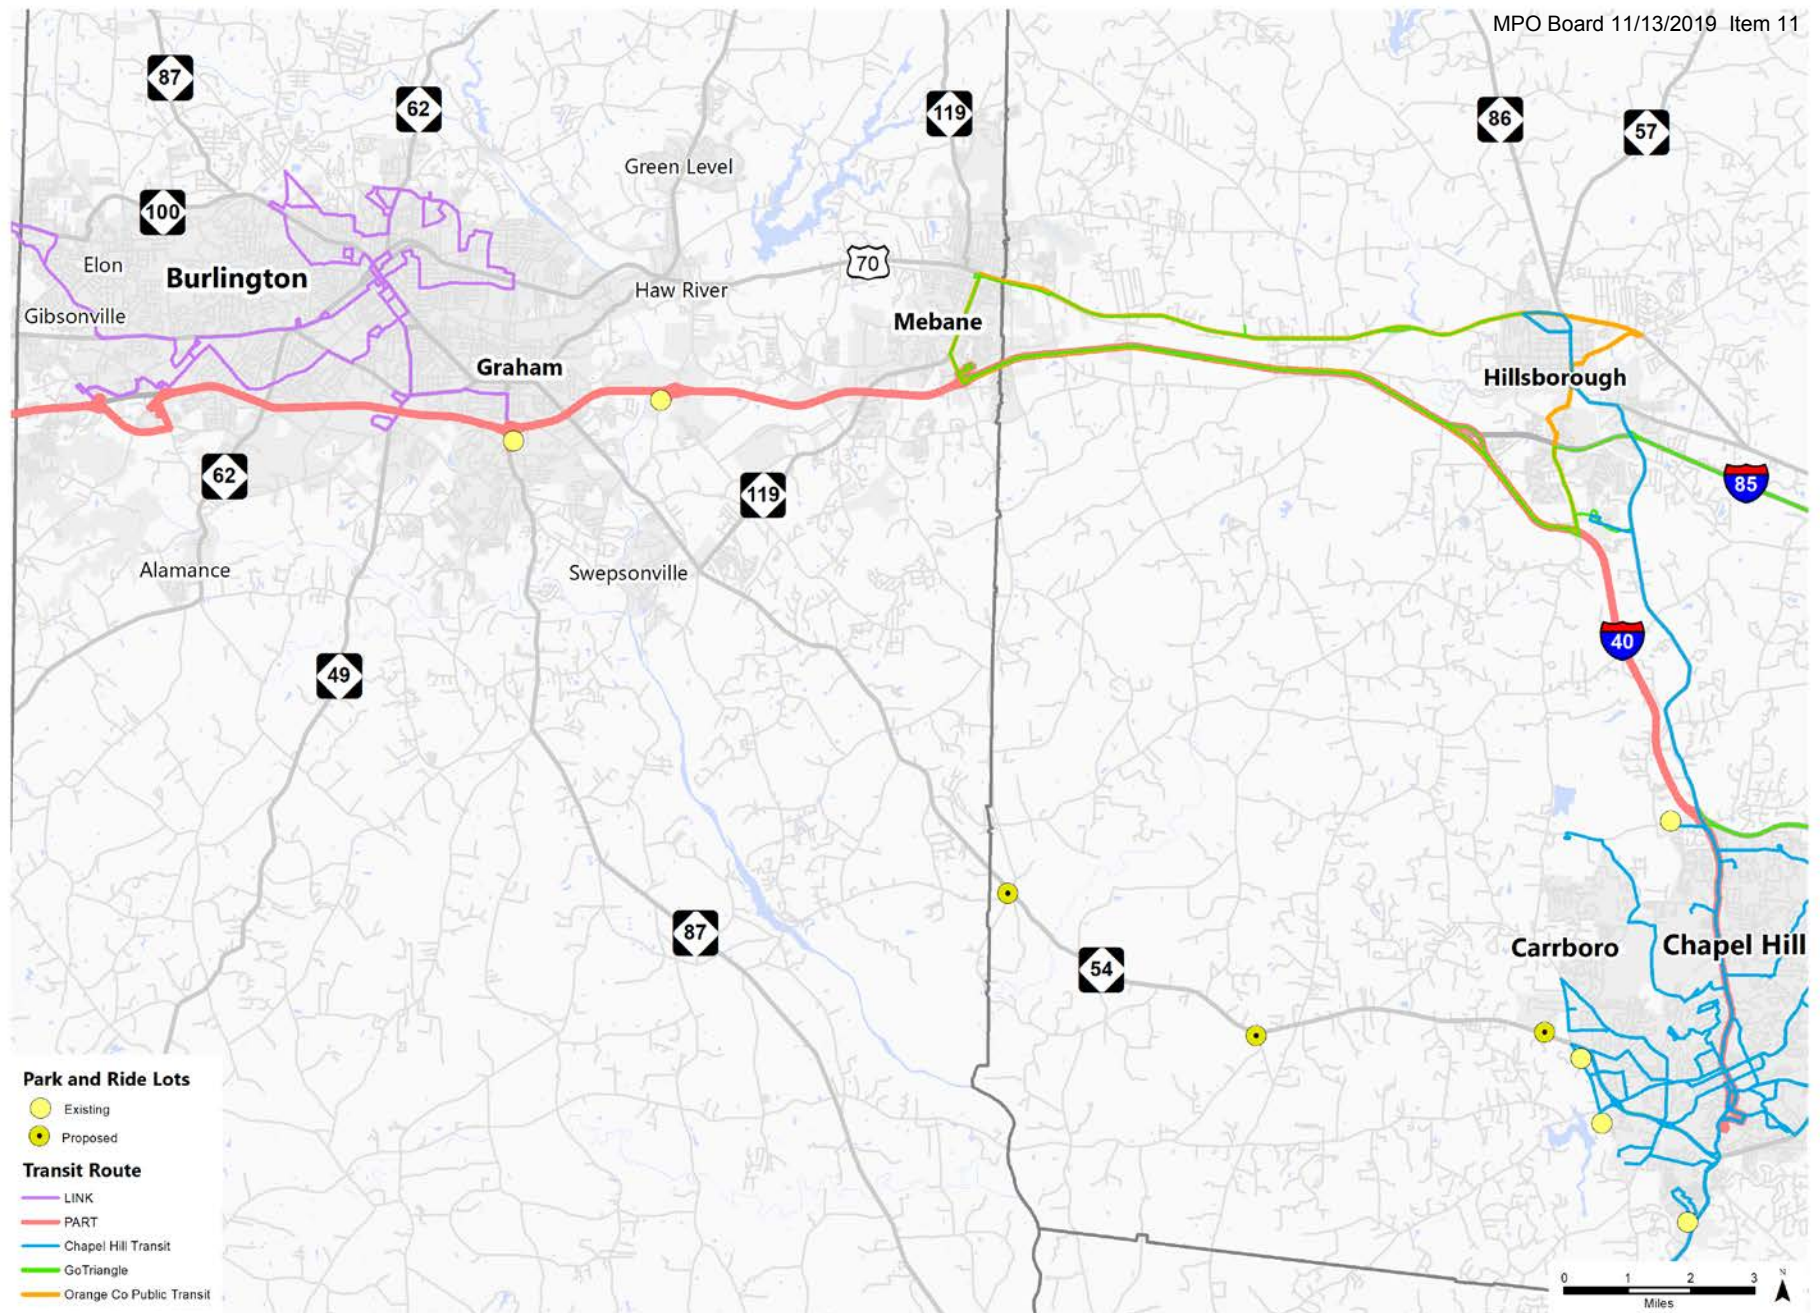 MPO Board 11/13/2019 Item 11
87
62
119
86
57
Green Level
100
Elon
Burlington
70
Haw River
Gibsonville
Mebane
Graham
Hillsborough
62
119
85
Alamance
Swepsonville
40
49
87
54
Carrboro
Chapel Hill
Park and Ride Lots
Existing
Proposed
Transit Route
LINK
PART
Chapel Hill Transit
GoTriangle
Orange Co Public Transit
0 1 2 3
Miles
N